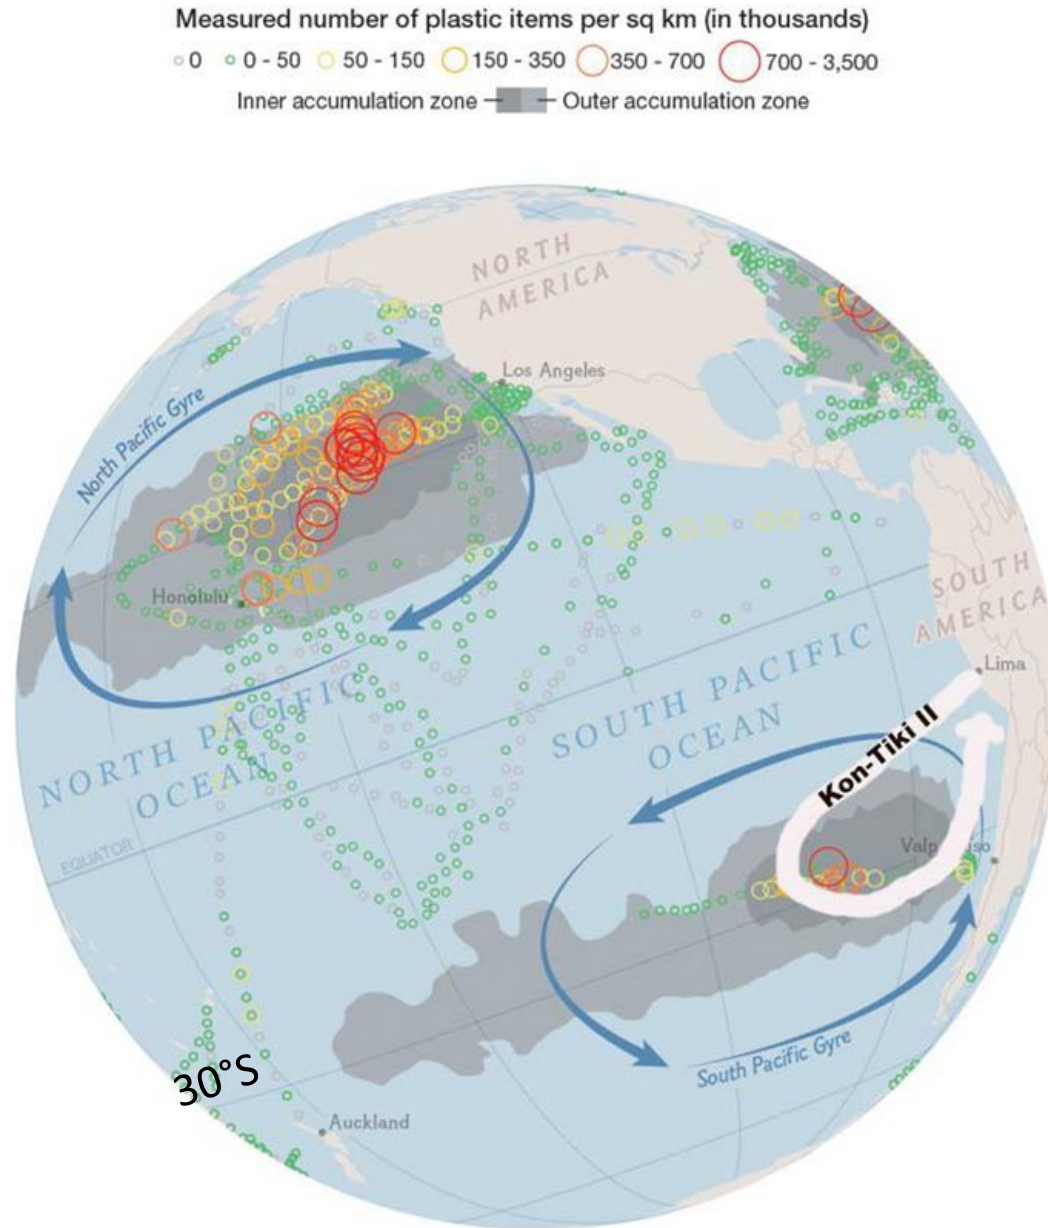 Measured number of plastic items per sq km (in thousands)
0 0 - 50 50 - 150 150 - 350 350 - 700 700 - 3,500
Inner accumulation zone Outer accumulation zone
NORTH
AMERICA
Los Angeles
North Pacific Gyre
Honolulu
SOUTH
AMERICA
Lima
NORTH PACIFIC
OCEAN
SOUTH PACIFIC
OCEAN
Kon-Tiki II
EQUATOR
Valp iso
South Pacific Gyre
30°S
Auckland